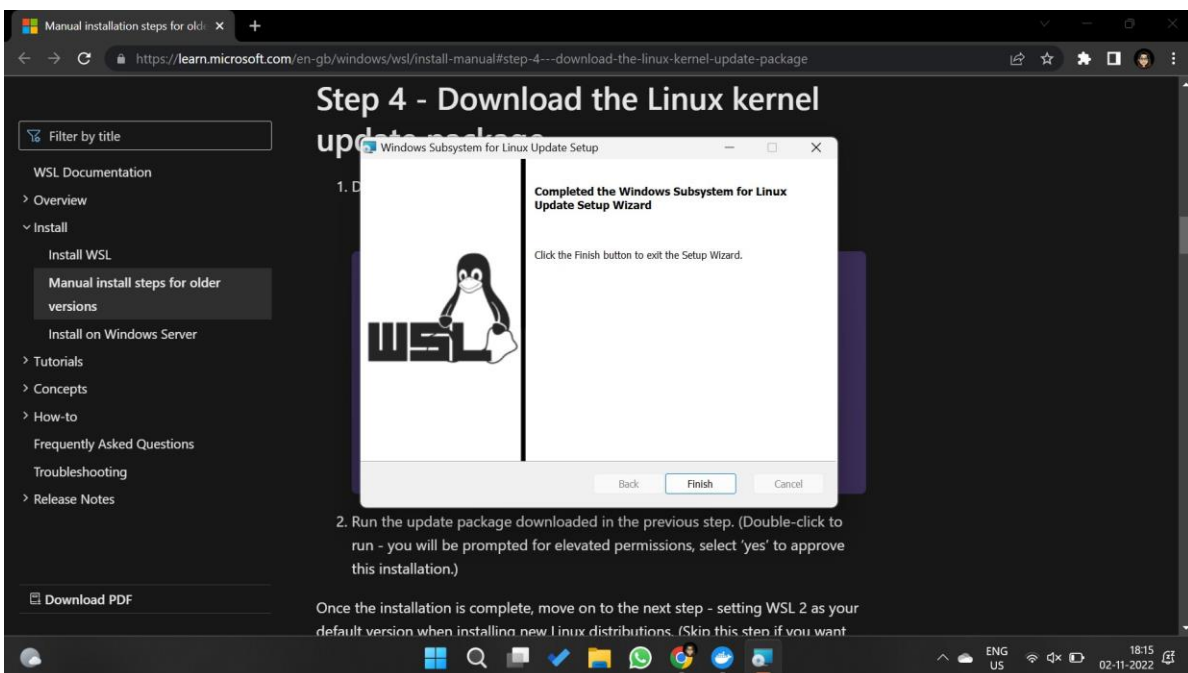 Manual installation steps for olde
https://learn.microsoft.com/en-gb/windows/wsl/install-manual#step-4---download-the-linux-kernel-update-package
Filter by title
WSL Documentation
Overview
Install
Install WSL
Manual install steps for older
versions
Install on Windows Server
Tutorials
Concepts
How-to
Frequently Asked Questions
Troubleshooting
Release Notes
Download PDF
Step 4 - Download the Linux kernel
update package
1. D
Windows Subsystem for Linux Update Setup
Completed the Windows Subsystem for Linux
Update Setup Wizard
Click the Finish button to exit the Setup Wizard.
WSL
Back
Finish
Cancel
2. Run the update package downloaded in the previous step. (Double-click to
run - you will be prompted for elevated permissions, select ‘yes’ to approve
this installation.)
Once the installation is complete, move on to the next step - setting WSL 2 as your
default version when installing new Linux distributions. (Skip this step if you want
ENG
US
18:15
02-11-2022